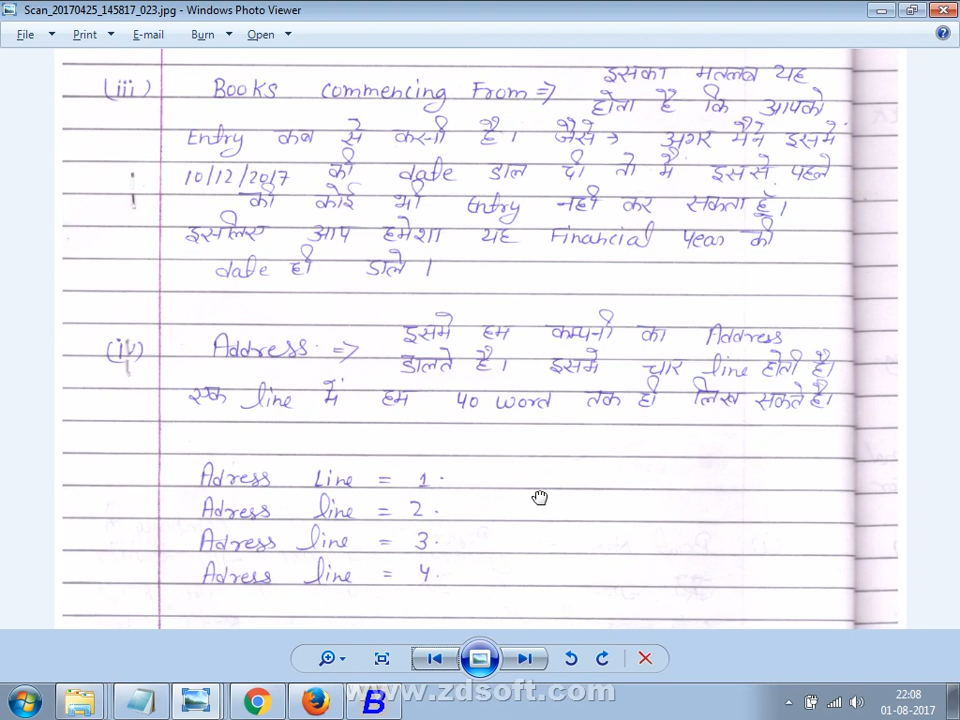 Scan_20170425_145817_023.jpg - Windows Photo Viewer
File Print E-mail Burn Open
(iii) Books commencing From => इसका मतलब यह
होता है कि आपको
Entry कब से करनी है। जैसे → अगर मैंने इसमें
10/12/2017 की date डाल दी तो मैं इससे पहले
की कोई भी Entry नही कर सकता हूँ।
इसलिए आप हमेशा यह Financial year की
date ही डाले।
(iv) Address => इसमे हम कम्पनी का Address
डालते है। इसमे चार line होती है।
एक line में हम 40 word तक ही लिख सकते है।
Adress Line = 1.
Adress line = 2.
Adress line = 3.
Adress line = 4.
www.zdsoft.com
B
22:08
01-08-2017